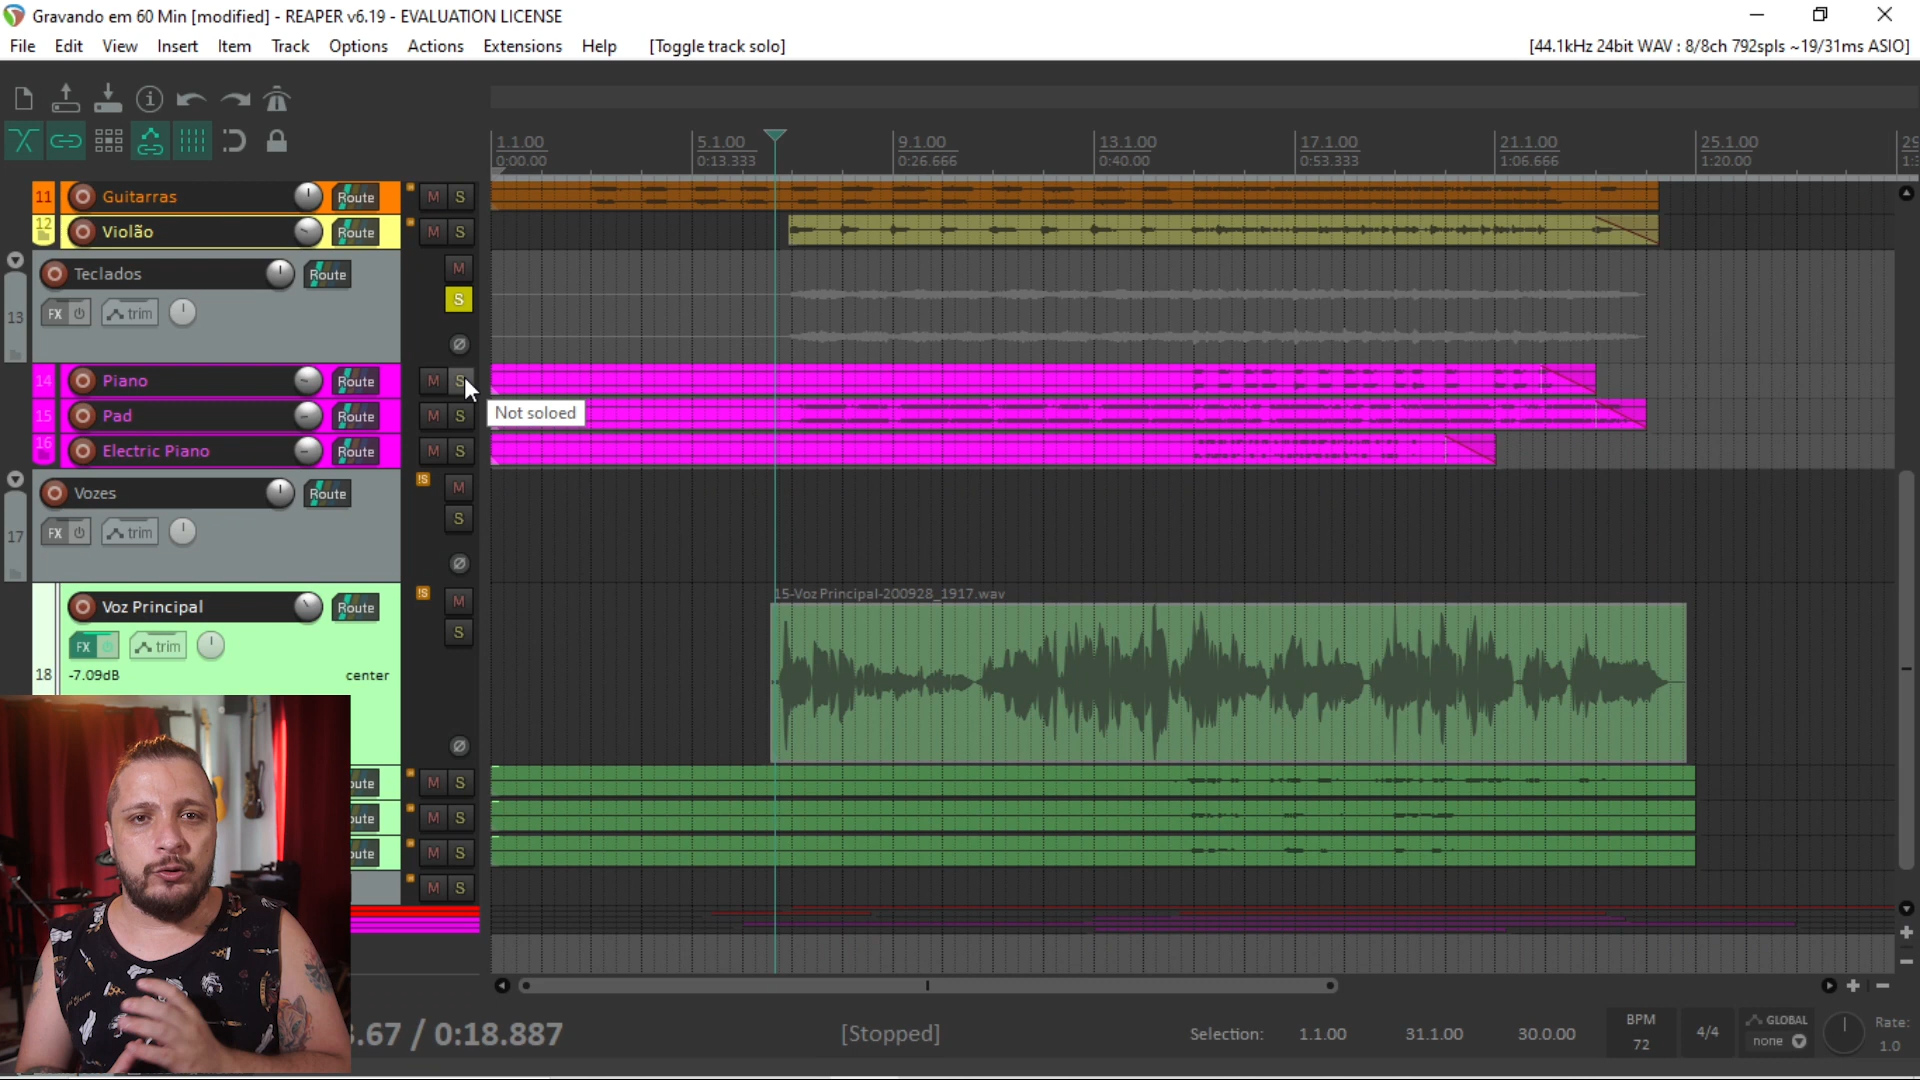 Gravando em 60 Min [modified] - REAPER v6.19 - EVALUATION LICENSE
File Edit View Insert Item Track Options Actions Extensions Help [Toggle track solo] [44.1kHz 24bit WAV : 8/8ch 792spls ~19/31ms ASIO]
1.1.00 5.1.00 9.1.00 13.1.00 17.1.00 21.1.00 25.1.00
0:00.00 0:13.333 0:26.666 0:40.00 0:53.333 1:06.666 1:20.00
11 Guitarras Route M S
12 Violão Route M S
Teclados Route M
S
FX trim
13
14 Piano Route M S
Not soloed
15 Pad Route M S
16 Electric Piano Route M S
Vozes Route !S M
S
FX trim
17
15-Voz Principal-200928_1917.wav
Voz Principal Route !S M
S
FX trim
18 -7.09dB center
oute M S
oute M S
oute M S
M S
.67 / 0:18.887 [Stopped] Selection: 1.1.00 31.1.00 30.0.00
BPM
72
4/4
GLOBAL
none
Rate:
1.0